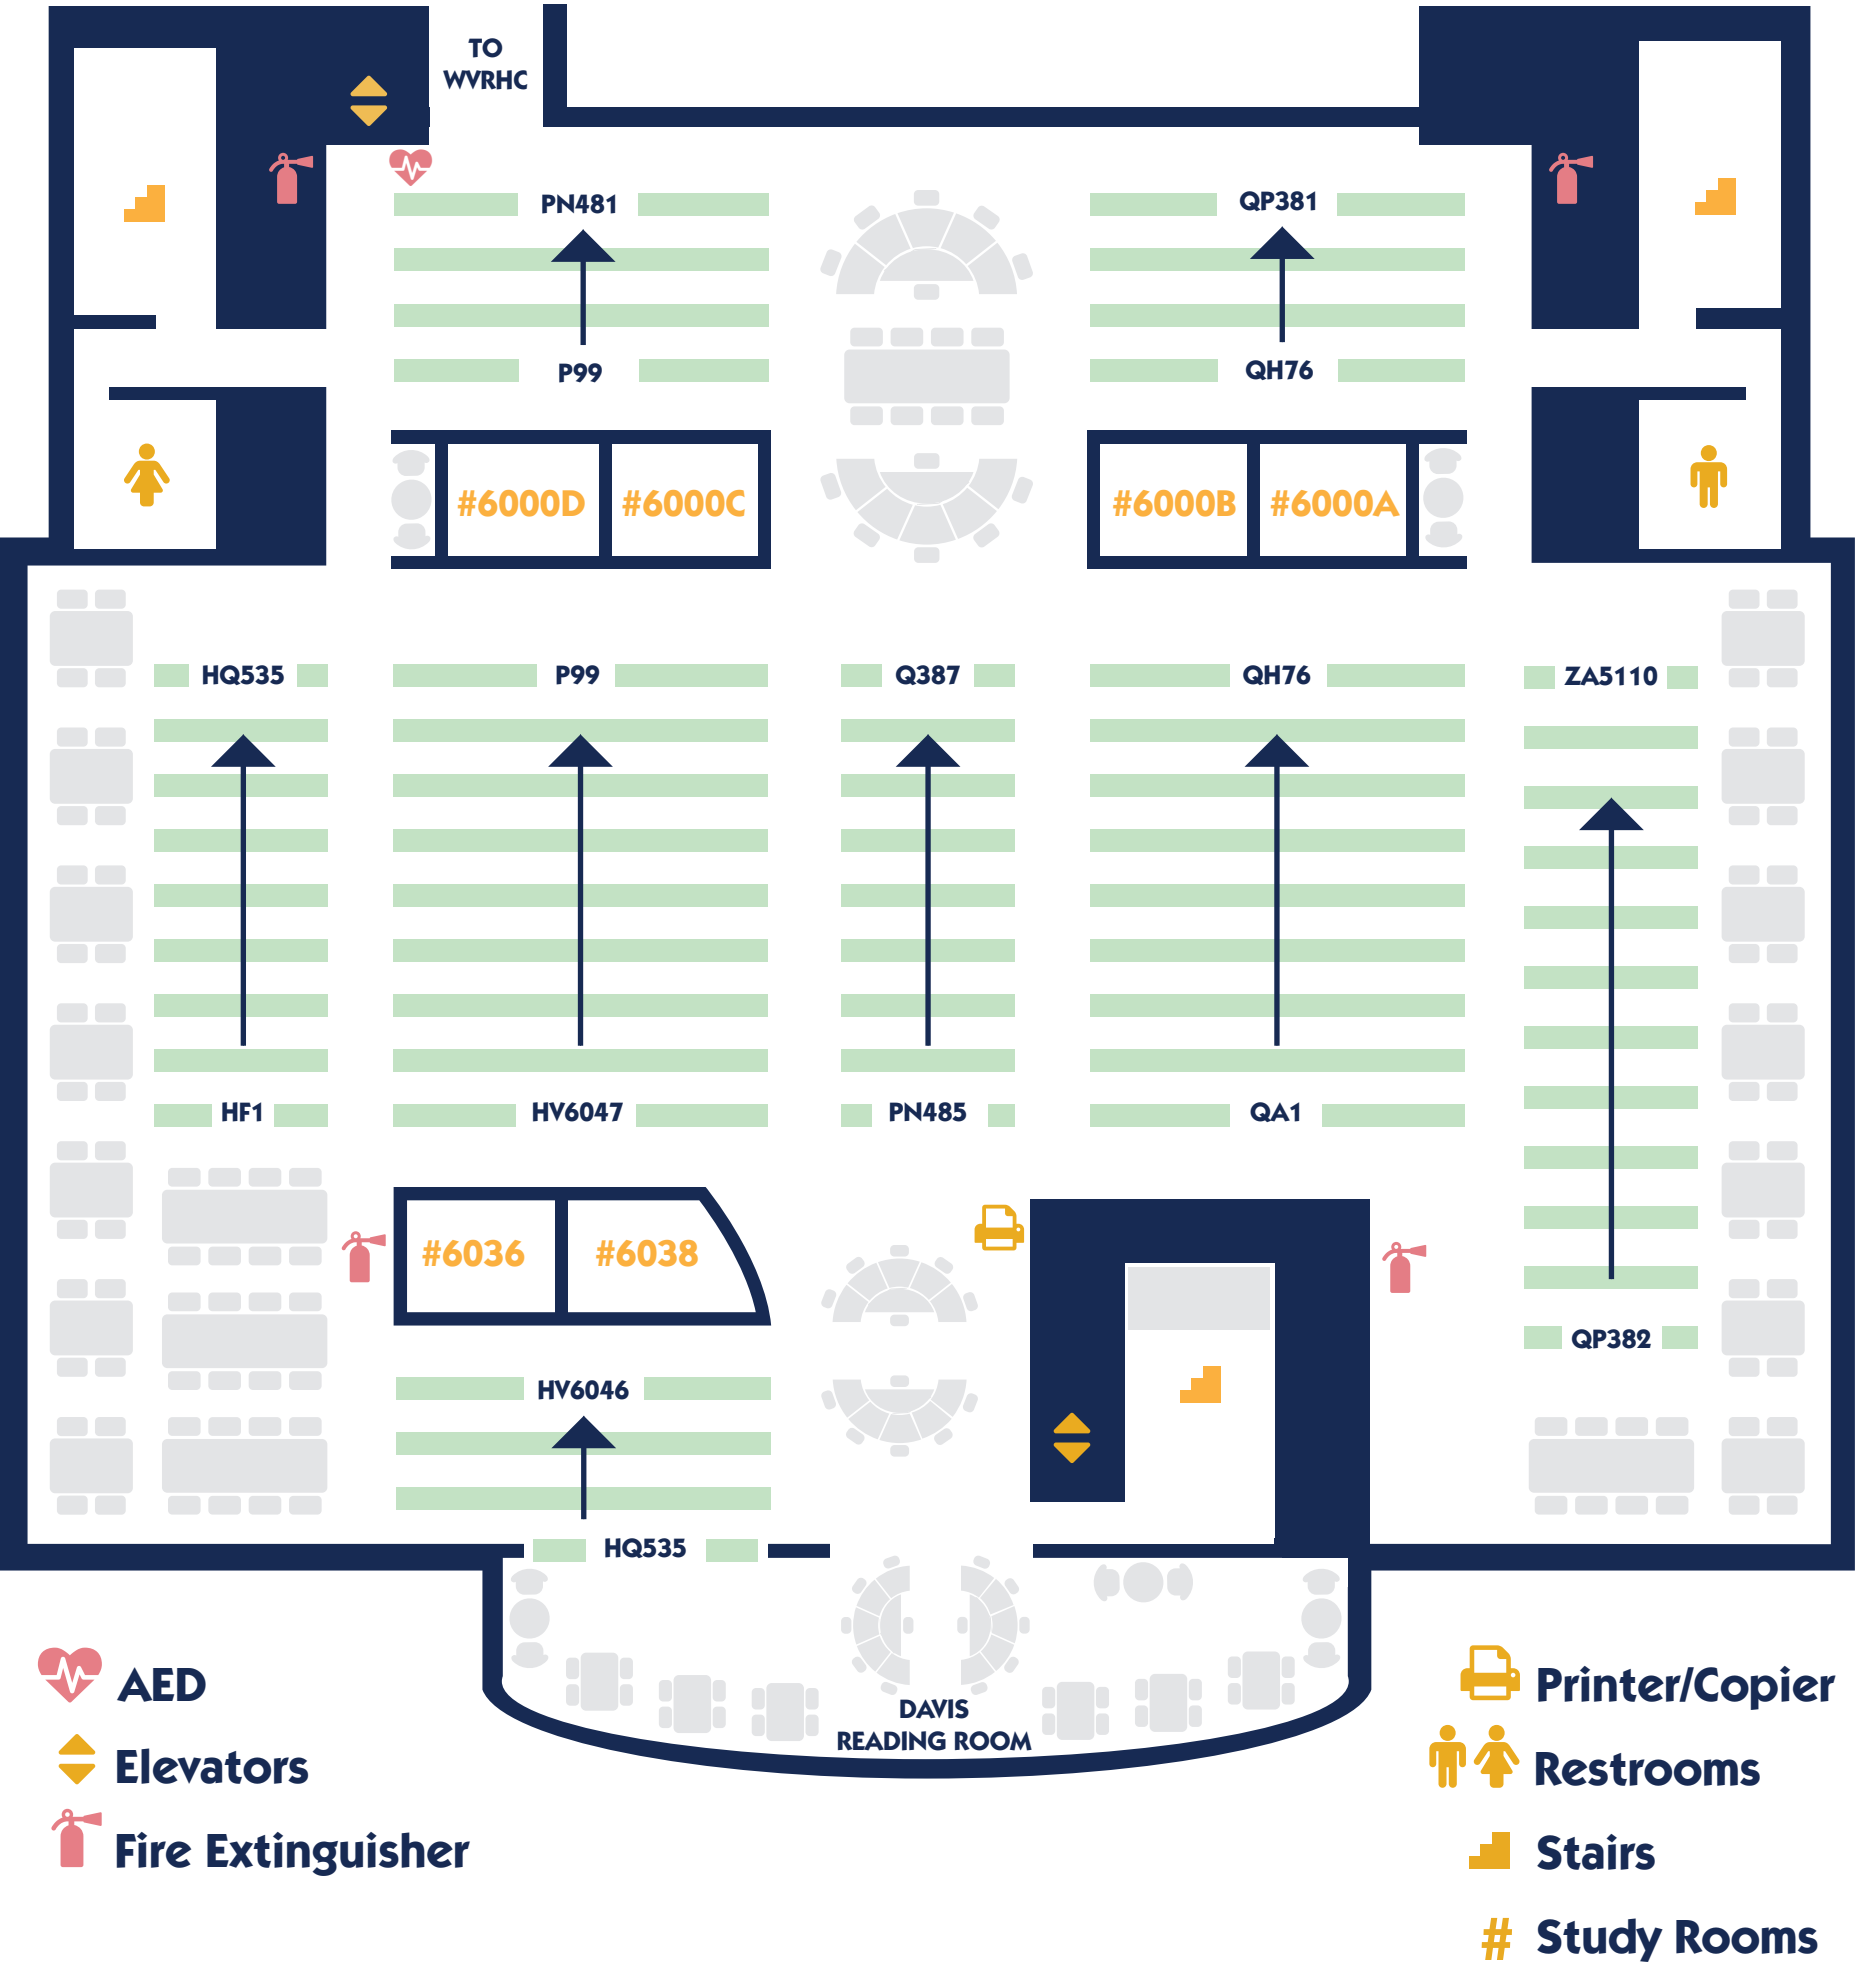 TO
WVRHC
PN481
QP381
P99
QH76
#6000D
#6000C
#6000B
#6000A
HQ535
P99
Q387
QH76
ZA5110
HF1
HV6047
PN485
QA1
#6036
#6038
QP382
HV6046
HQ535
DAVIS
READING ROOM
AED
Elevators
Fire Extinguisher
Printer/Copier
Restrooms
Stairs
# Study Rooms